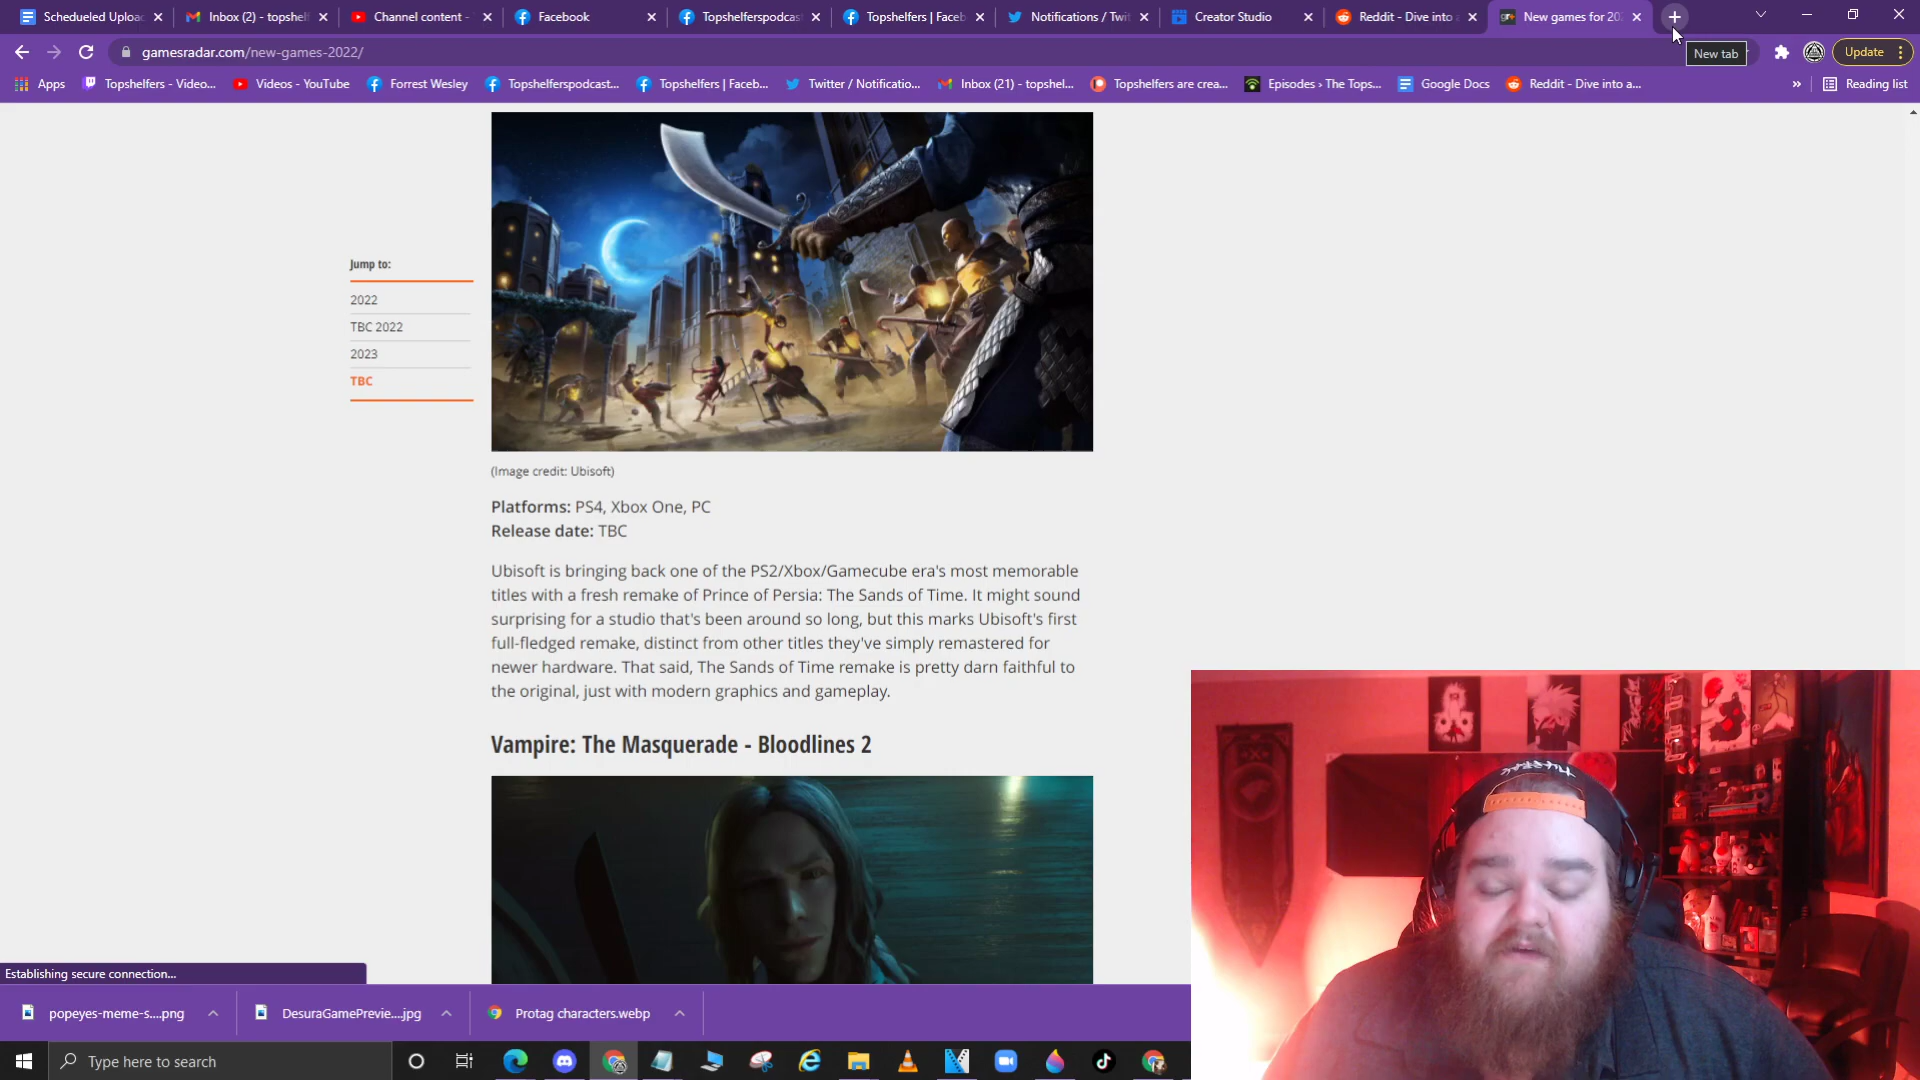 Schedueled Uploa
Inbox (2) - topshel
Channel content -
Facebook
Topshelferspodcas
Topshelfers | Faceb
Notifications / Twit
Creator Studio
Reddit - Dive into a
New games for 202
gamesradar.com/new-games-2022/
New tab
Update
Apps
Topshelfers - Video...
Videos - YouTube
Forrest Wesley
Topshelferspodcast...
Topshelfers | Faceb...
Twitter / Notificatio...
Inbox (21) - topshel...
Topshelfers are crea...
Episodes › The Tops...
Google Docs
Reddit - Dive into a...
»
Reading list
Jump to:
2022
TBC 2022
2023
TBC
(Image credit: Ubisoft)
Platforms: PS4, Xbox One, PC
Release date: TBC
Ubisoft is bringing back one of the PS2/Xbox/Gamecube era's most memorable
titles with a fresh remake of Prince of Persia: The Sands of Time. It might sound
surprising for a studio that's been around so long, but this marks Ubisoft's first
full-fledged remake, distinct from other titles they've simply remastered for
newer hardware. That said, The Sands of Time remake is pretty darn faithful to
the original, just with modern graphics and gameplay.
Vampire: The Masquerade - Bloodlines 2
Establishing secure connection...
popeyes-meme-s....png
DesuraGamePrevie....jpg
Protag characters.webp
Type here to search